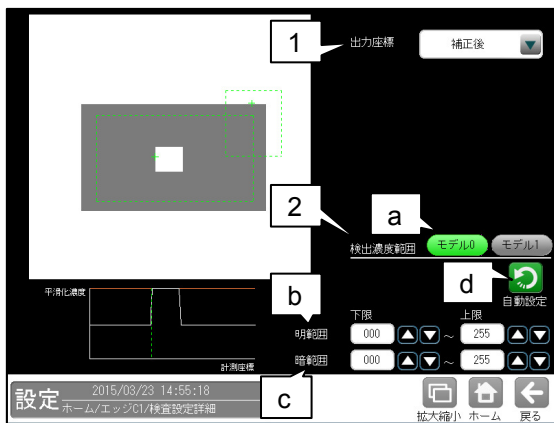 1
出力座標
補正後
2
a
検出濃度範囲
モデル0
モデル1
d
自動設定
平滑化濃度
b
下限
上限
明範囲
000
~
255
暗範囲
000
~
255
計測座標
c
設定
2015/03/23 14:55:18
ホーム/エッジC1/検査設定詳細
拡大縮小
ホーム
戻る